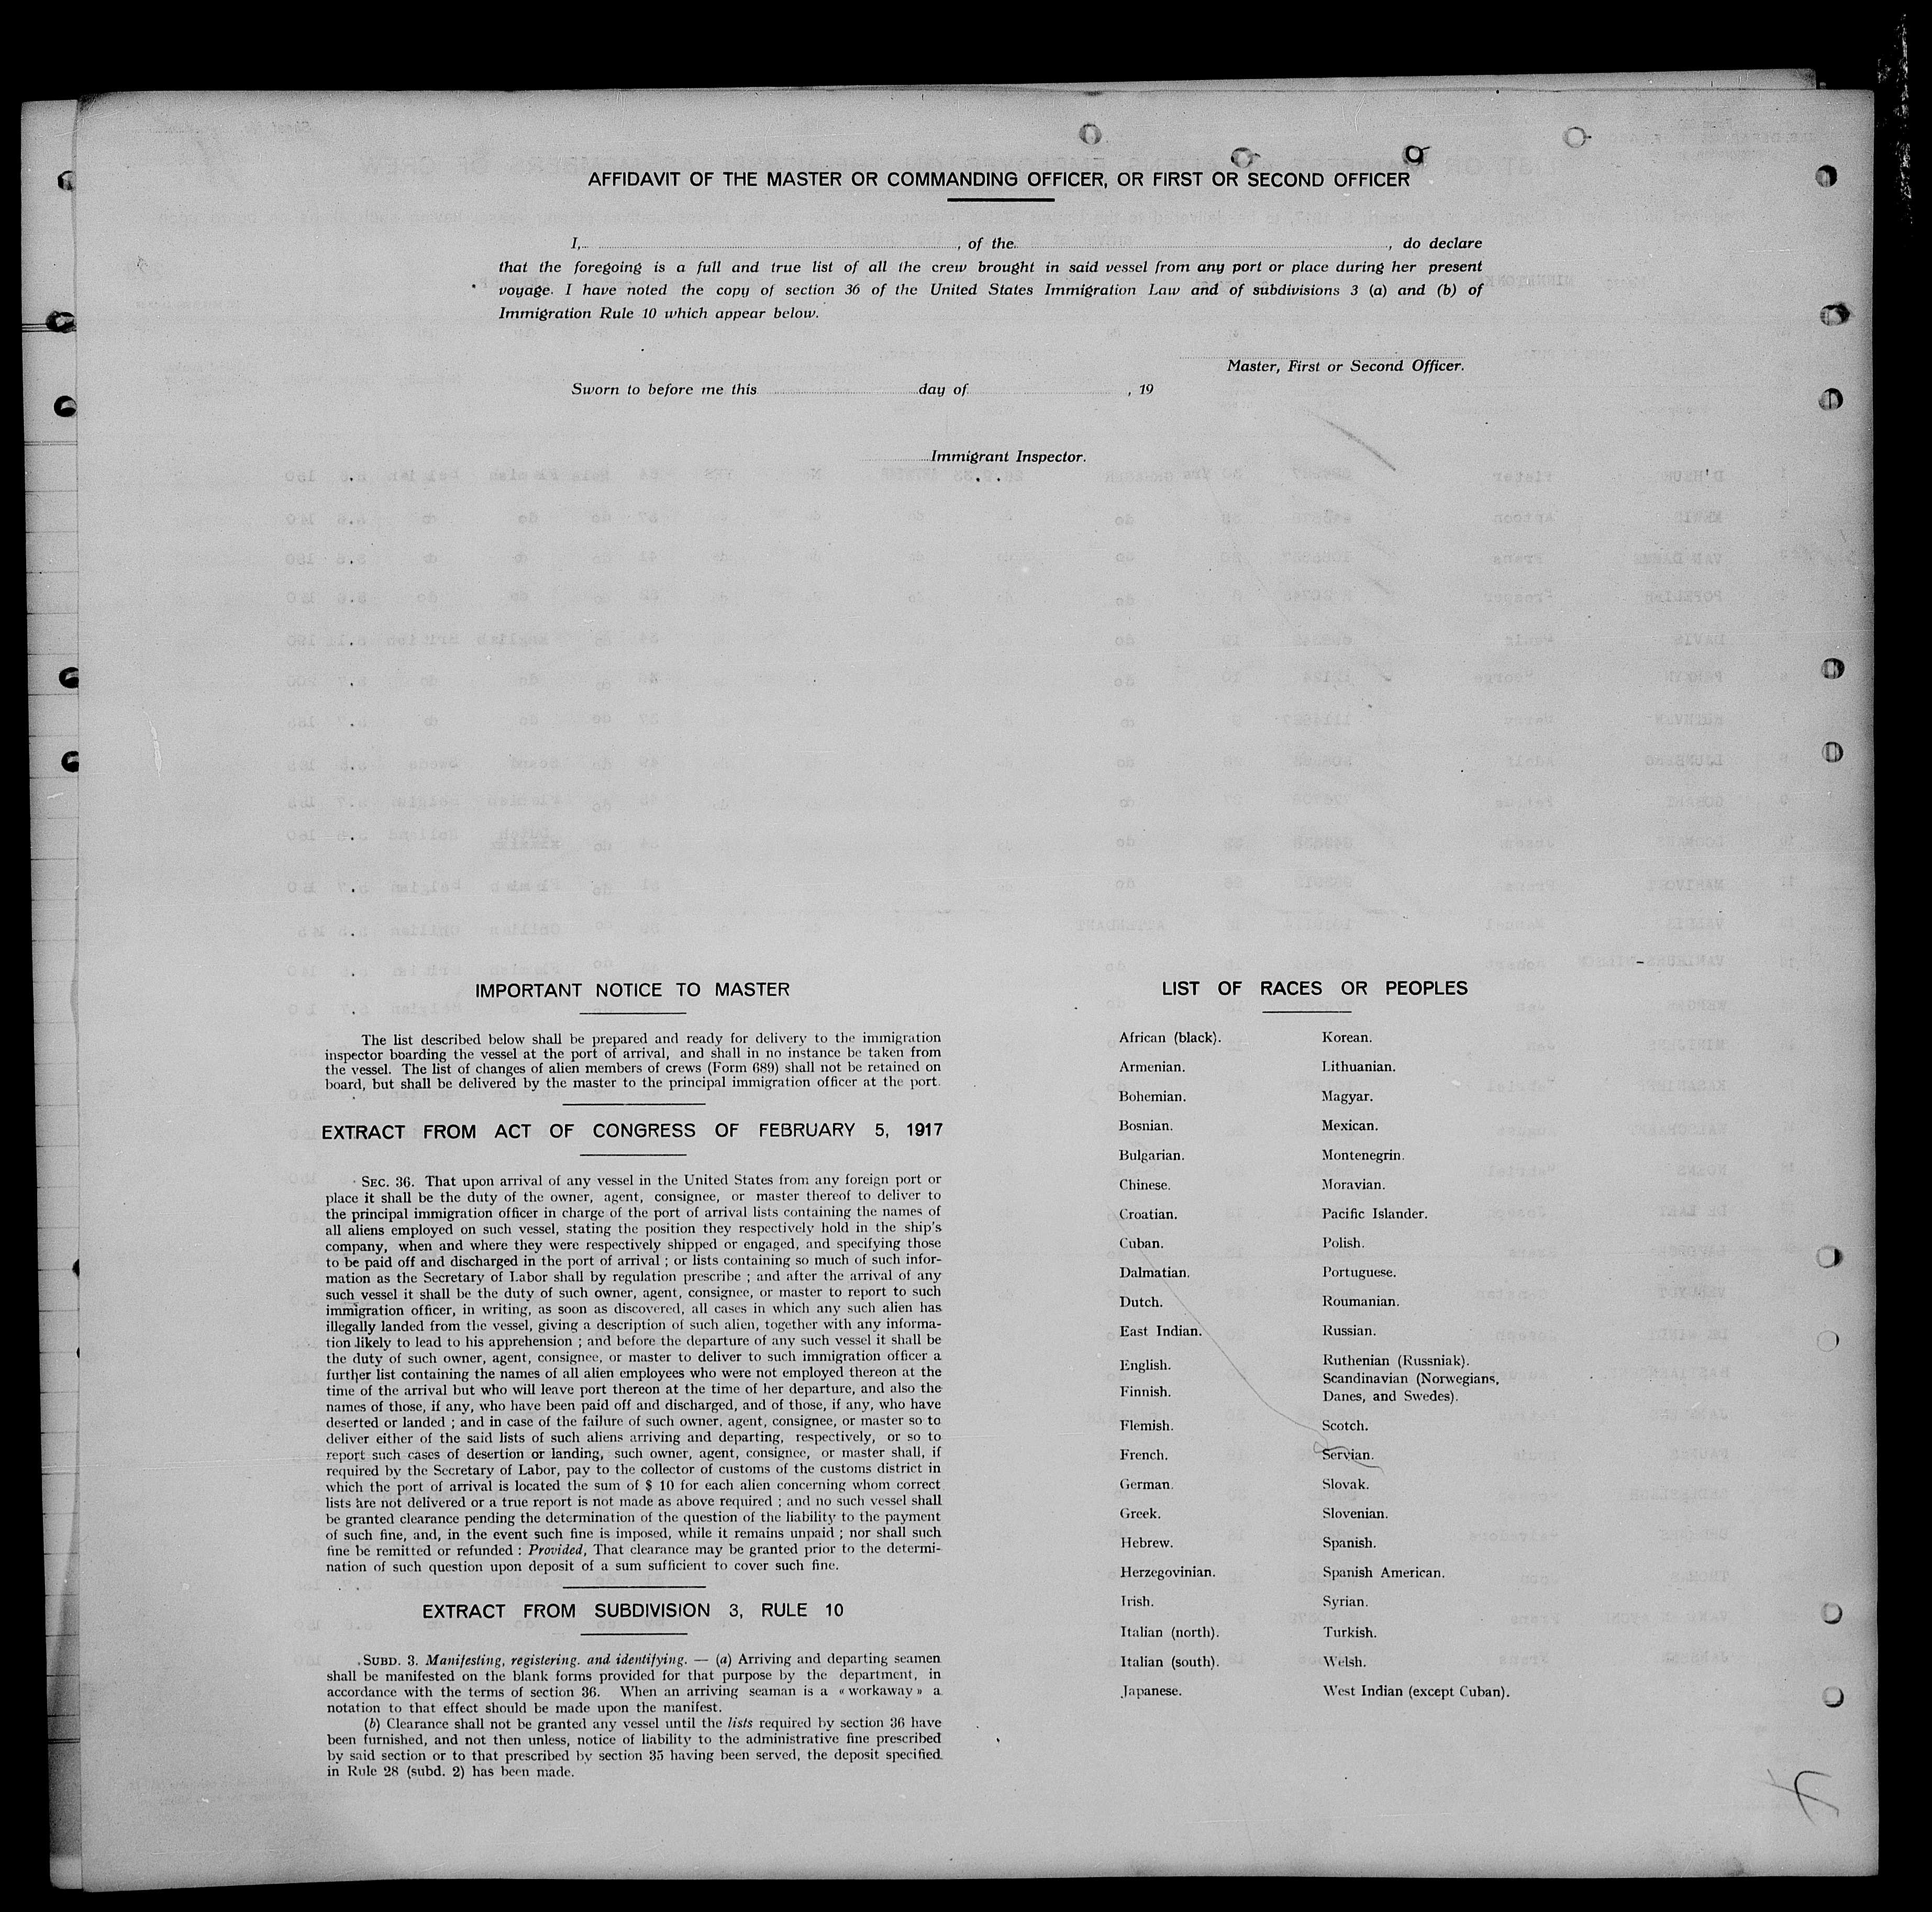 AFFIDAVIT OF THE MASTER OR COMMANDING OFFICER, OR FIRST OR SECOND OFFICER
I, , of the , do declare
that the foregoing is a full and true list of all the crew brought in said vessel from any port or place during her present
voyage. I have noted the copy of section 36 of the United States Immigration Law and of subdivisions 3 (a) and (b) of
Immigration Rule 10 which appear below.
Master, First or Second Officer.
Sworn to before me this day of , 19
Immigrant Inspector.
IMPORTANT NOTICE TO MASTER
The list described below shall be prepared and ready for delivery to the immigration
inspector boarding the vessel at the port of arrival, and shall in no instance be taken from
the vessel. The list of changes of alien members of crews (Form 689) shall not be retained on
board, but shall be delivered by the master to the principal immigration officer at the port.
EXTRACT FROM ACT OF CONGRESS OF FEBRUARY 5, 1917
SEC. 36. That upon arrival of any vessel in the United States from any foreign port or
place it shall be the duty of the owner, agent, consignee, or master thereof to deliver to
the principal immigration officer in charge of the port of arrival lists containing the names of
all aliens employed on such vessel, stating the position they respectively hold in the ship's
company, when and where they were respectively shipped or engaged, and specifying those
to be paid off and discharged in the port of arrival ; or lists containing so much of such infor-
mation as the Secretary of Labor shall by regulation prescribe ; and after the arrival of any
such vessel it shall be the duty of such owner, agent, consignee, or master to report to such
immigration officer, in writing, as soon as discovered, all cases in which any such alien has
illegally landed from the vessel, giving a description of such alien, together with any informa-
tion likely to lead to his apprehension ; and before the departure of any such vessel it shall be
the duty of such owner, agent, consignee, or master to deliver to such immigration officer a
further list containing the names of all alien employees who were not employed thereon at the
time of the arrival but who will leave port thereon at the time of her departure, and also the
names of those, if any, who have been paid off and discharged, and of those, if any, who have
deserted or landed ; and in case of the failure of such owner, agent, consignee, or master so to
deliver either of the said lists of such aliens arriving and departing, respectively, or so to
report such cases of desertion or landing, such owner, agent, consignee, or master shall, if
required by the Secretary of Labor, pay to the collector of customs of the customs district in
which the port of arrival is located the sum of $ 10 for each alien concerning whom correct
lists are not delivered or a true report is not made as above required ; and no such vessel shall
be granted clearance pending the determination of the question of the liability to the payment
of such fine, and, in the event such fine is imposed, while it remains unpaid ; nor shall such
fine be remitted or refunded : Provided, That clearance may be granted prior to the determi-
nation of such question upon deposit of a sum sufficient to cover such fine.
EXTRACT FROM SUBDIVISION 3, RULE 10
SUBD. 3. Manifesting, registering. and identifying. — (a) Arriving and departing seamen
shall be manifested on the blank forms provided for that purpose by the department, in
accordance with the terms of section 36. When an arriving seaman is a « workaway » a
notation to that effect should be made upon the manifest.
(b) Clearance shall not be granted any vessel until the lists required by section 36 have
been furnished, and not then unless, notice of liability to the administrative fine prescribed
by said section or to that prescribed by section 35 having been served, the deposit specified
in Rule 28 (subd. 2) has been made.
LIST OF RACES OR PEOPLES
African (black).
Armenian.
Bohemian.
Bosnian.
Bulgarian.
Chinese.
Croatian.
Cuban.
Dalmatian.
Dutch.
East Indian.
English.
Finnish.
Flemish.
French.
German.
Greek.
Hebrew.
Herzegovinian.
Irish.
Italian (north).
Italian (south).
Japanese.
Korean.
Lithuanian.
Magyar.
Mexican.
Montenegrin.
Moravian.
Pacific Islander.
Polish.
Portuguese.
Roumanian.
Russian.
Ruthenian (Russniak).
Scandinavian (Norwegians,
Danes, and Swedes).
Scotch.
Servian.
Slovak.
Slovenian.
Spanish.
Spanish American.
Syrian.
Turkish.
Welsh.
West Indian (except Cuban).